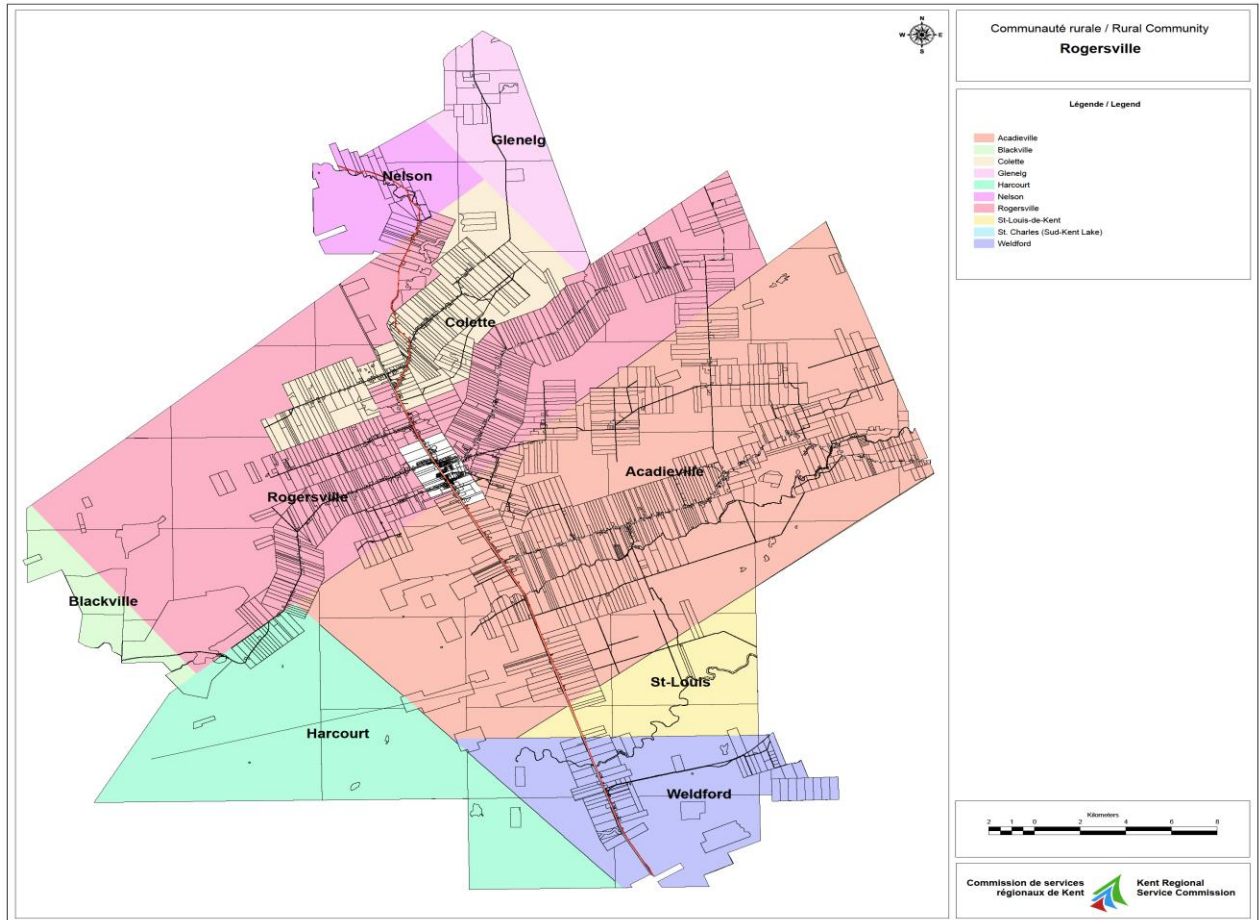 N
W E
S
Communauté rurale / Rural Community
Rogersville
Légende / Legend
Acadieville
Blackville
Colette
Glenelg
Harcourt
Nelson
Rogersville
St-Louis-de-Kent
St. Charles (Sud-Kent Lake)
Weldford
Glenelg
Nelson
Colette
Acadieville
Rogersville
Blackville
St-Louis
Harcourt
Weldford
Kilometers
2 1 0 2 4 6 8
Commission de services
régionaux de Kent
Kent Regional
Service Commission